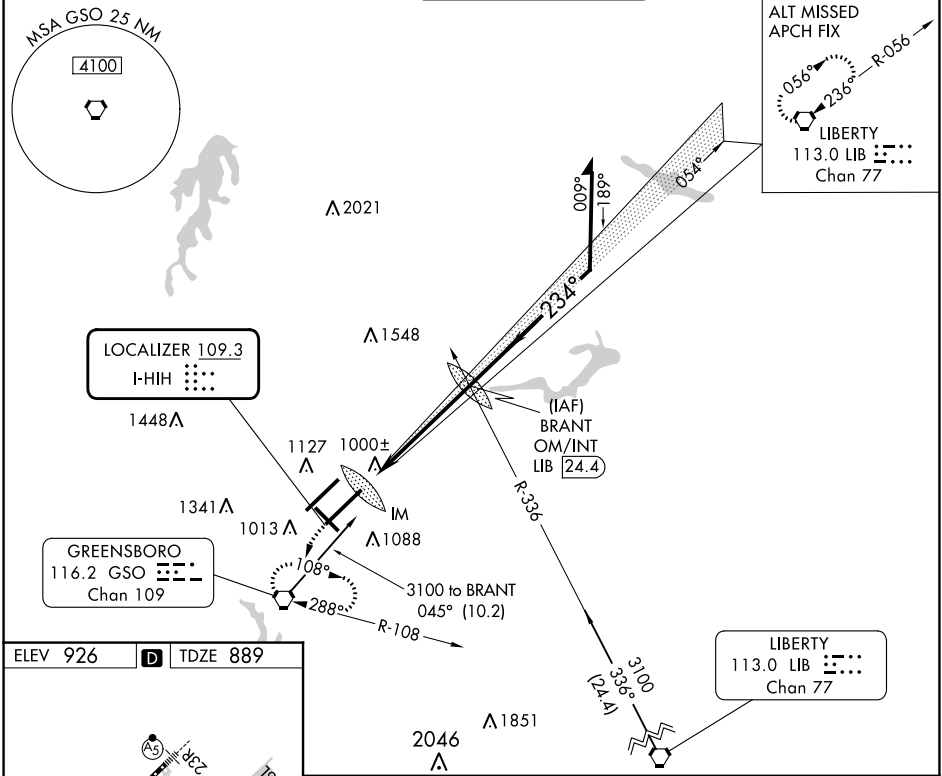 MSA GSO 25 NM
4100
ALT MISSED
APCH FIX
056°
236°
R-056
LIBERTY
113.0 LIB
Chan 77
2021
009°
189°
054°
234°
1548
LOCALIZER 109.3
I-HIH
1448
(IAF)
BRANT
OM/INT
LIB 24.4
1127
1000±
R-336
IM
1341
1013
1088
GREENSBORO
116.2 GSO
Chan 109
108°
288°
3100 to BRANT
045° (10.2)
R-108
3100
336°
(24.4)
LIBERTY
113.0 LIB
Chan 77
ELEV 926
D
TDZE 889
1851
2046
A5
23R